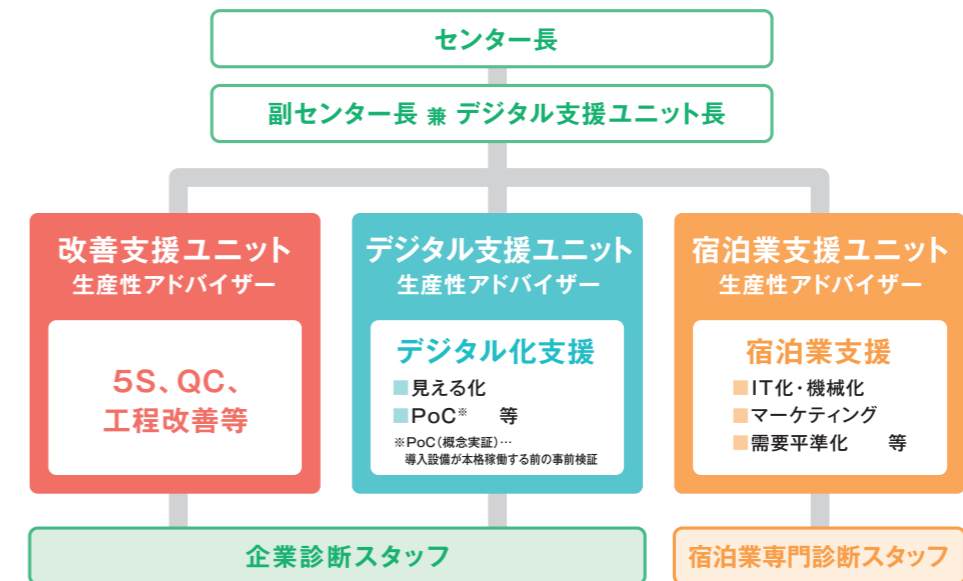 センター長
副センター長 兼 デジタル支援ユニット長
改善支援ユニット
生産性アドバイザー
5S、QC、
工程改善等
デジタル支援ユニット
生産性アドバイザー
デジタル化支援
■見える化
■PoC※ 等
※PoC(概念実証)…
導入設備が本格稼働する前の事前検証
宿泊業支援ユニット
生産性アドバイザー
宿泊業支援
■IT化・機械化
■マーケティング
■需要平準化 等
企業診断スタッフ
宿泊業専門診断スタッフ